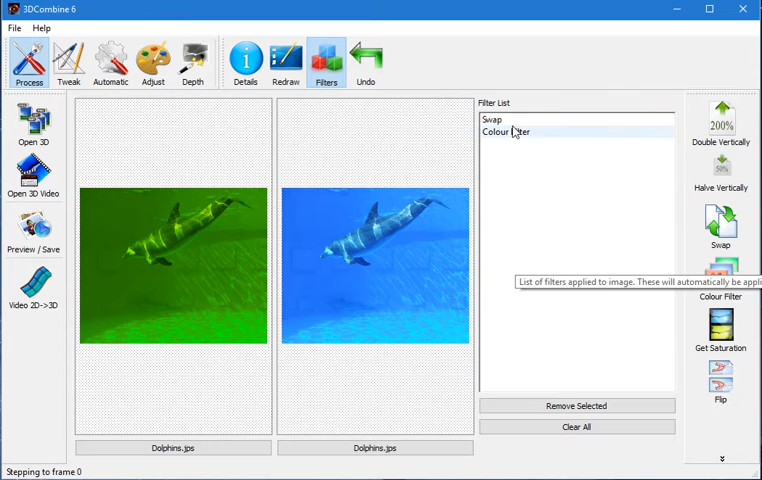 3DCombine 6
File Help
Process Tweak Automatic Adjust Depth Details Redraw Filters Undo
Open 3D
Open 3D Video
Preview / Save
Video 2D->3D
Filter List
Swap
Colour Filter
List of filters applied to image. These will automatically be appli
Remove Selected
Clear All
Dolphins.jps Dolphins.jps
200%
Double Vertically
50%
Halve Vertically
Swap
Colour Filter
Get Saturation
Flip
Stepping to frame 0